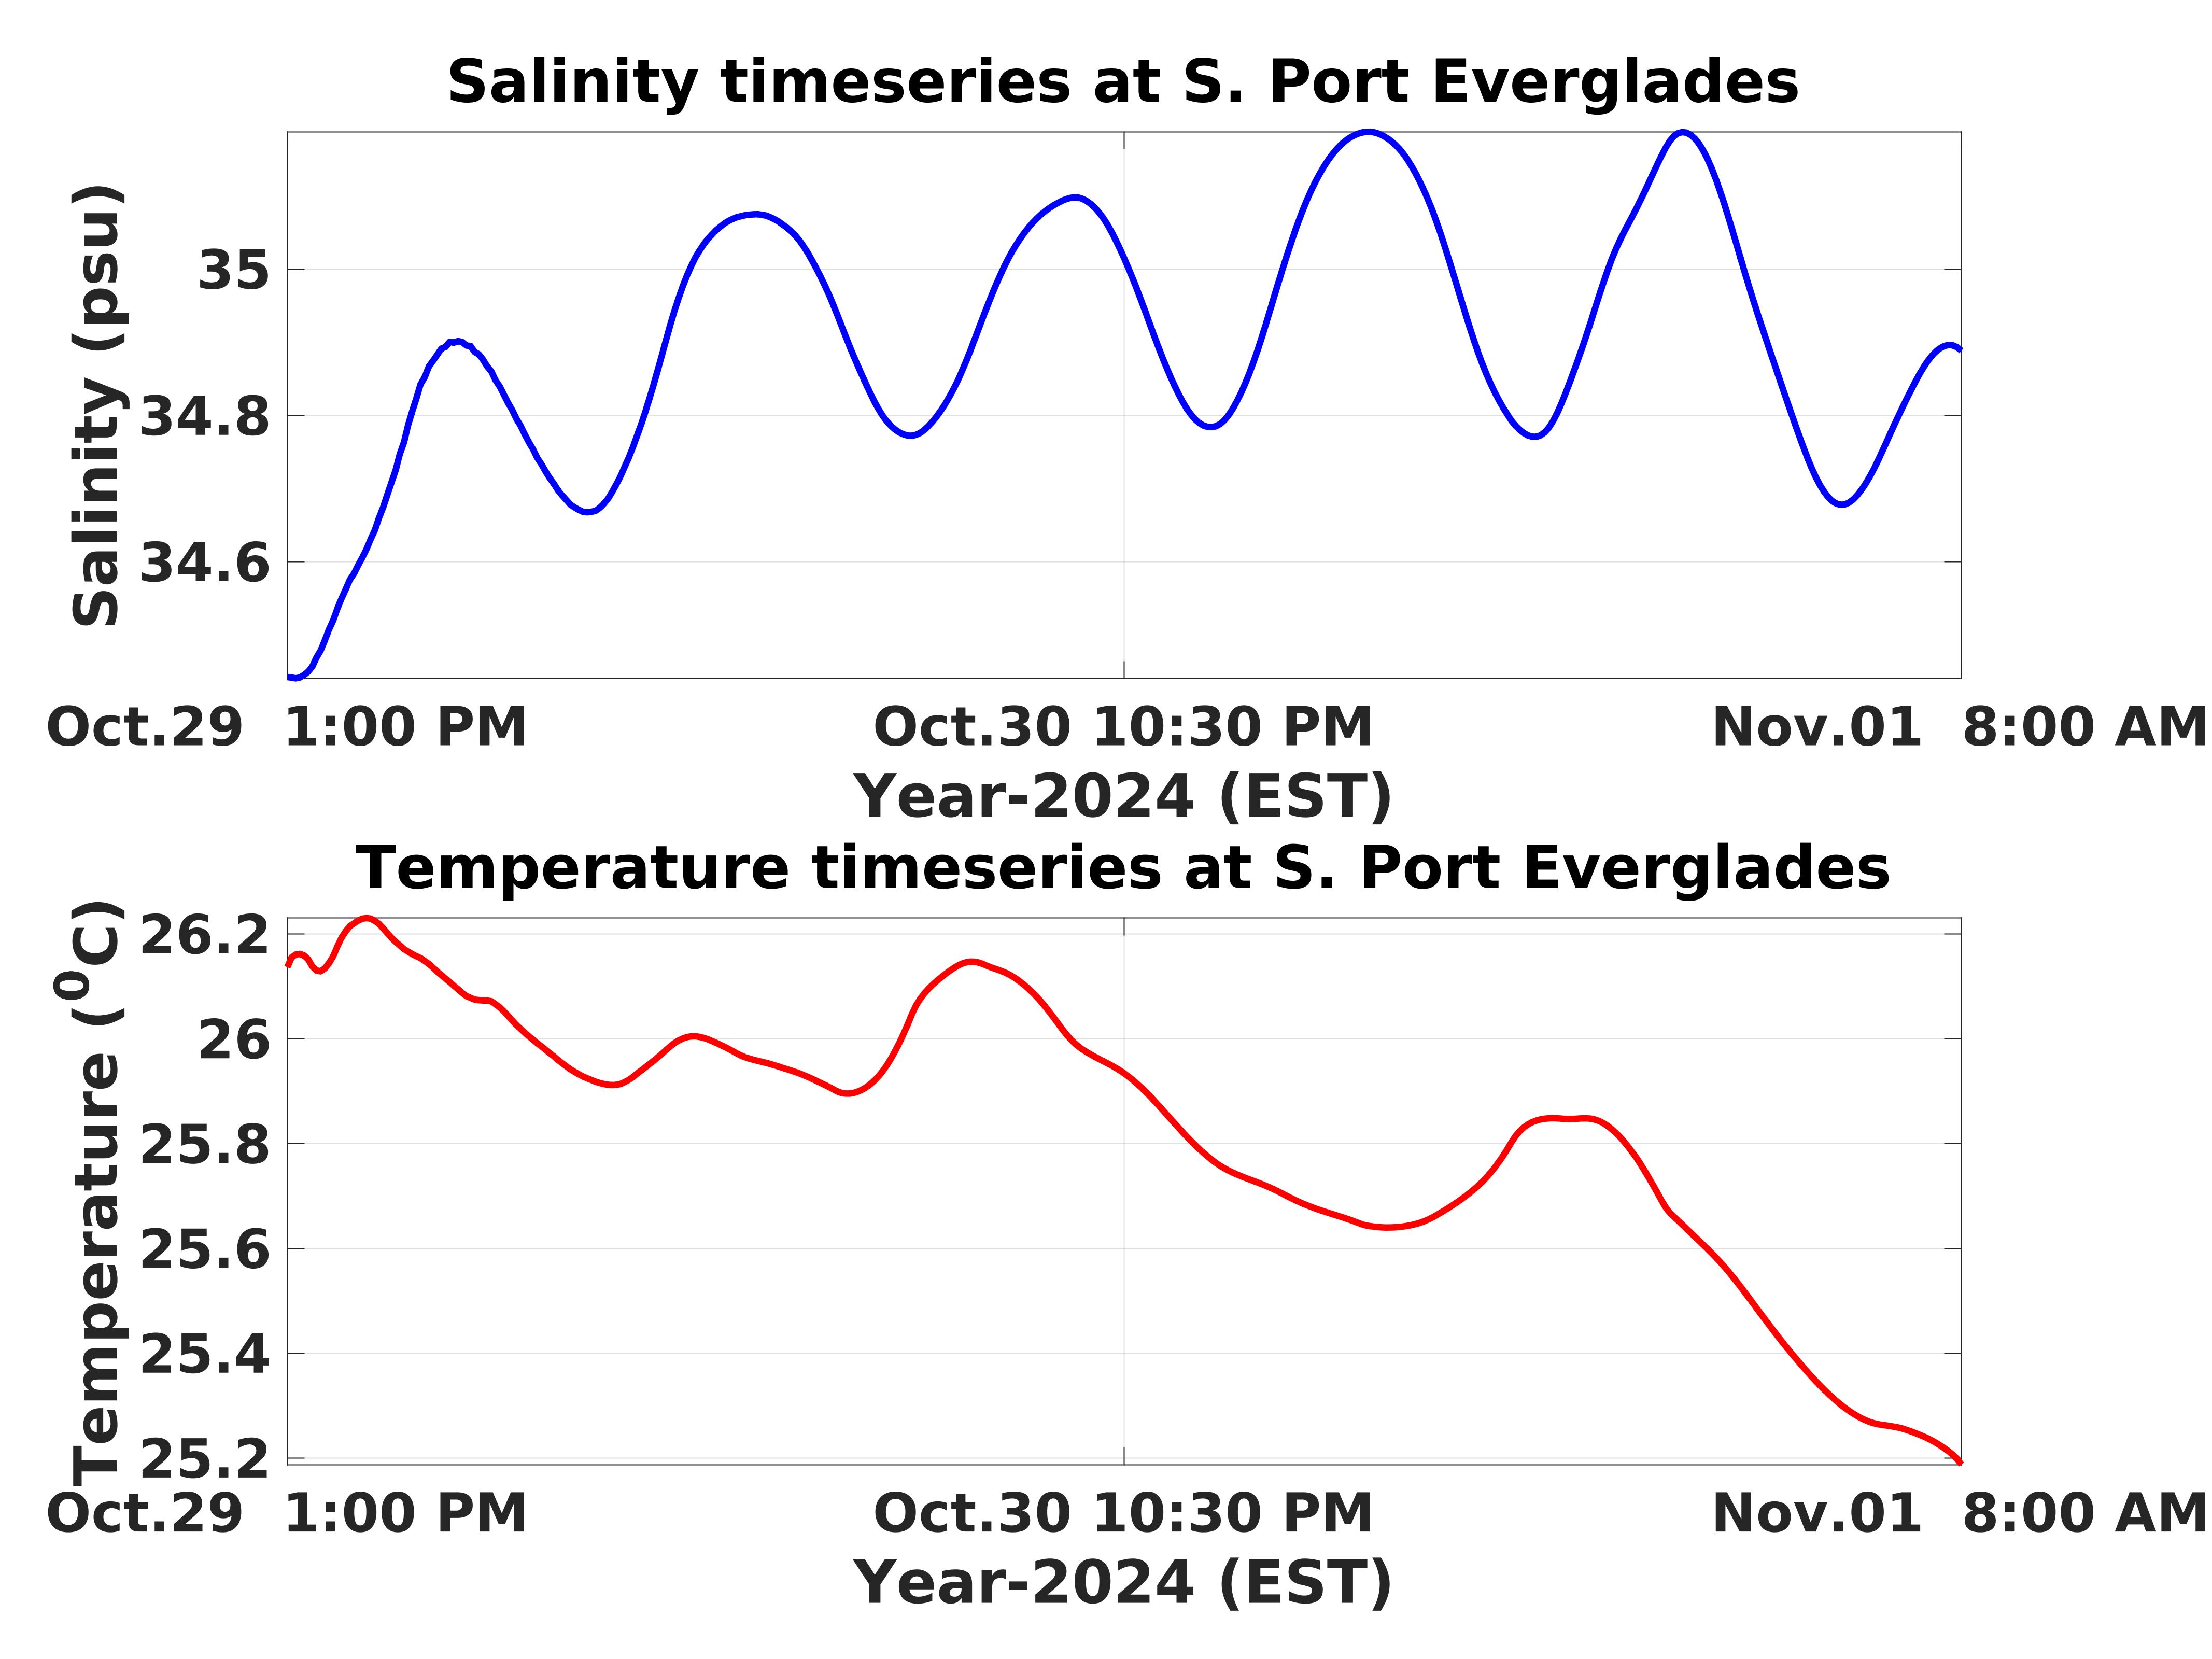 Salinity timeseries at S. Port Everglades
Salinity (psu)
35
34.8
34.6
Oct.29  1:00 PM Oct.30 10:30 PM Nov.01  8:00 AM
Year-2024 (EST)
Temperature timeseries at S. Port Everglades
Temperature (⁰C)
26.2
26
25.8
25.6
25.4
25.2
Oct.29  1:00 PM Oct.30 10:30 PM Nov.01  8:00 AM
Year-2024 (EST)